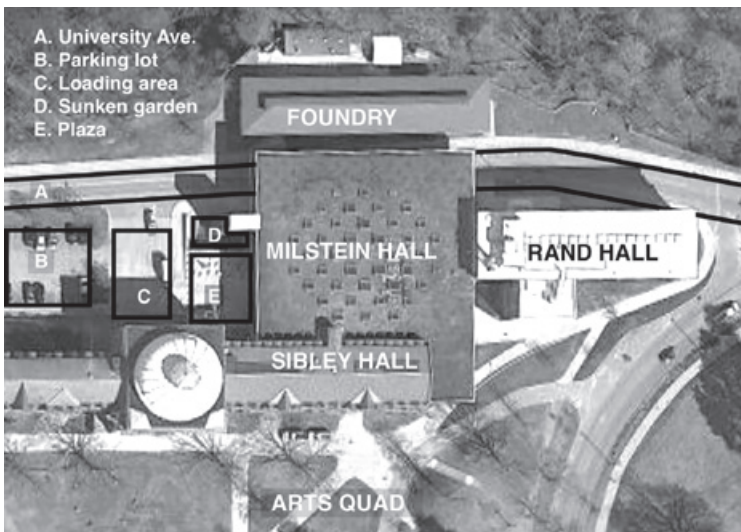 A. University Ave.
B. Parking lot
C. Loading area
D. Sunken garden
E. Plaza
FOUNDRY
A
D
MILSTEIN HALL
RAND HALL
B
C
E
SIBLEY HALL
ARTS QUAD